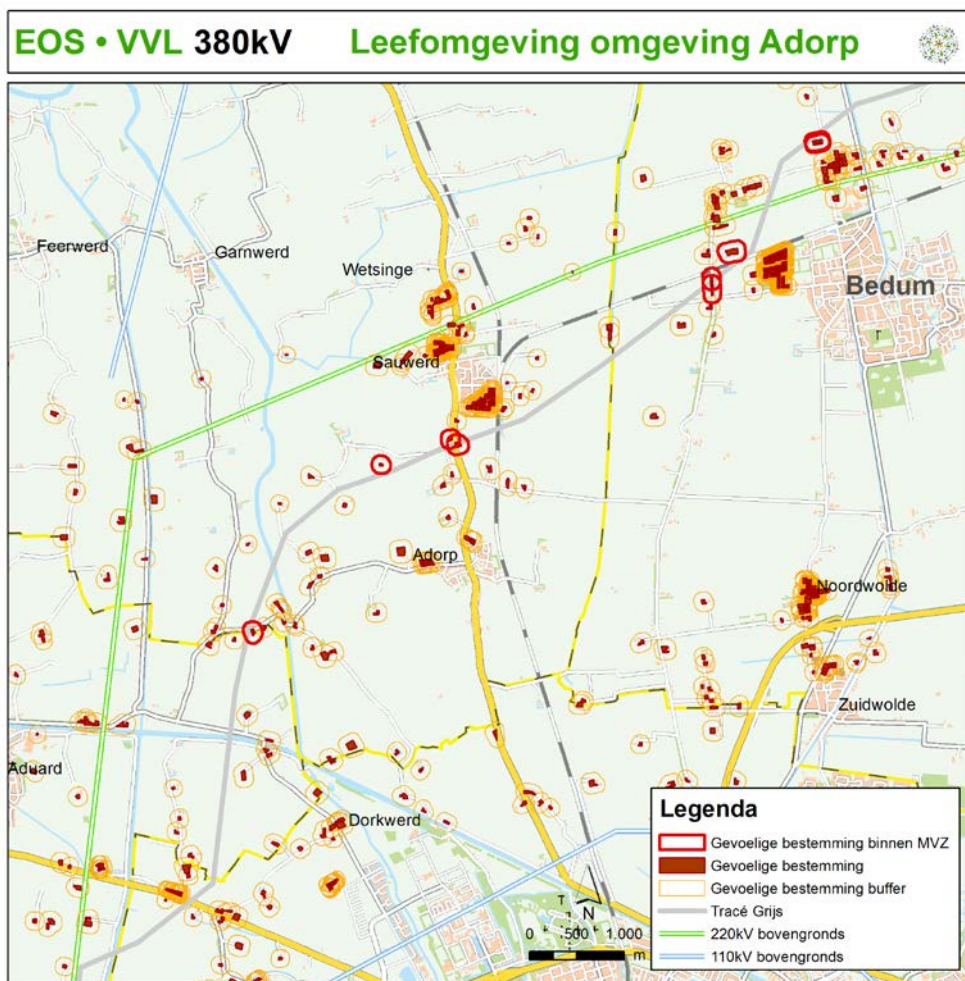 EOS • VVL 380kV Leefomgeving omgeving Adorp
Feerwerd
Garnwerd
Wetsinge
Bedum
Sauwerd
Adorp
Noordwolde
Zuidwolde
Aduard
Dorkwerd
Legenda
Gevoelige bestemming binnen MVZ
Gevoelige bestemming
Gevoelige bestemming buffer
Tracé Grijs
220kV bovengronds
110kV bovengronds
N
0 500 1.000
m